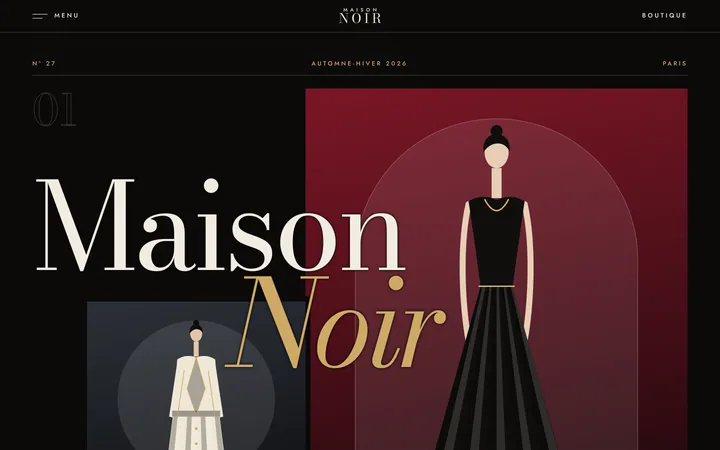 MENU
MAISON
NOIR
BOUTIQUE
N° 27
AUTOMNE-HIVER 2026
PARIS
01
Maison
Noir